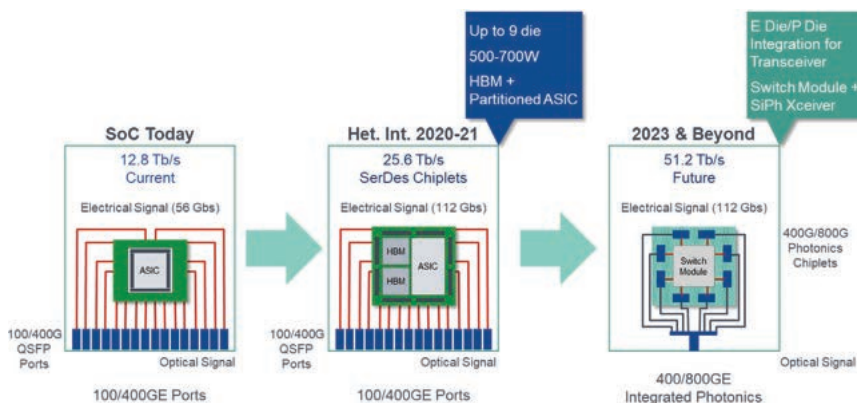 Up to 9 die
500-700W
HBM +
Partitioned ASIC
E Die/P Die
Integration for
Transceiver
Switch Module +
SiPh Xceiver
SoC Today
12.8 Tb/s
Current
Electrical Signal (56 Gbs)
ASIC
100/400G
QSFP
Ports
Optical Signal
100/400GE Ports
Het. Int. 2020-21
25.6 Tb/s
SerDes Chiplets
Electrical Signal (112 Gbs)
HBM
HBM
ASIC
100/400G
QSFP
Ports
Optical Signal
100/400GE Ports
2023 & Beyond
51.2 Tb/s
Future
Electrical Signal (112 Gbs)
Switch
Module
400G/800G
Photonics
Chiplets
Optical Signal
400/800GE
Integrated Photonics